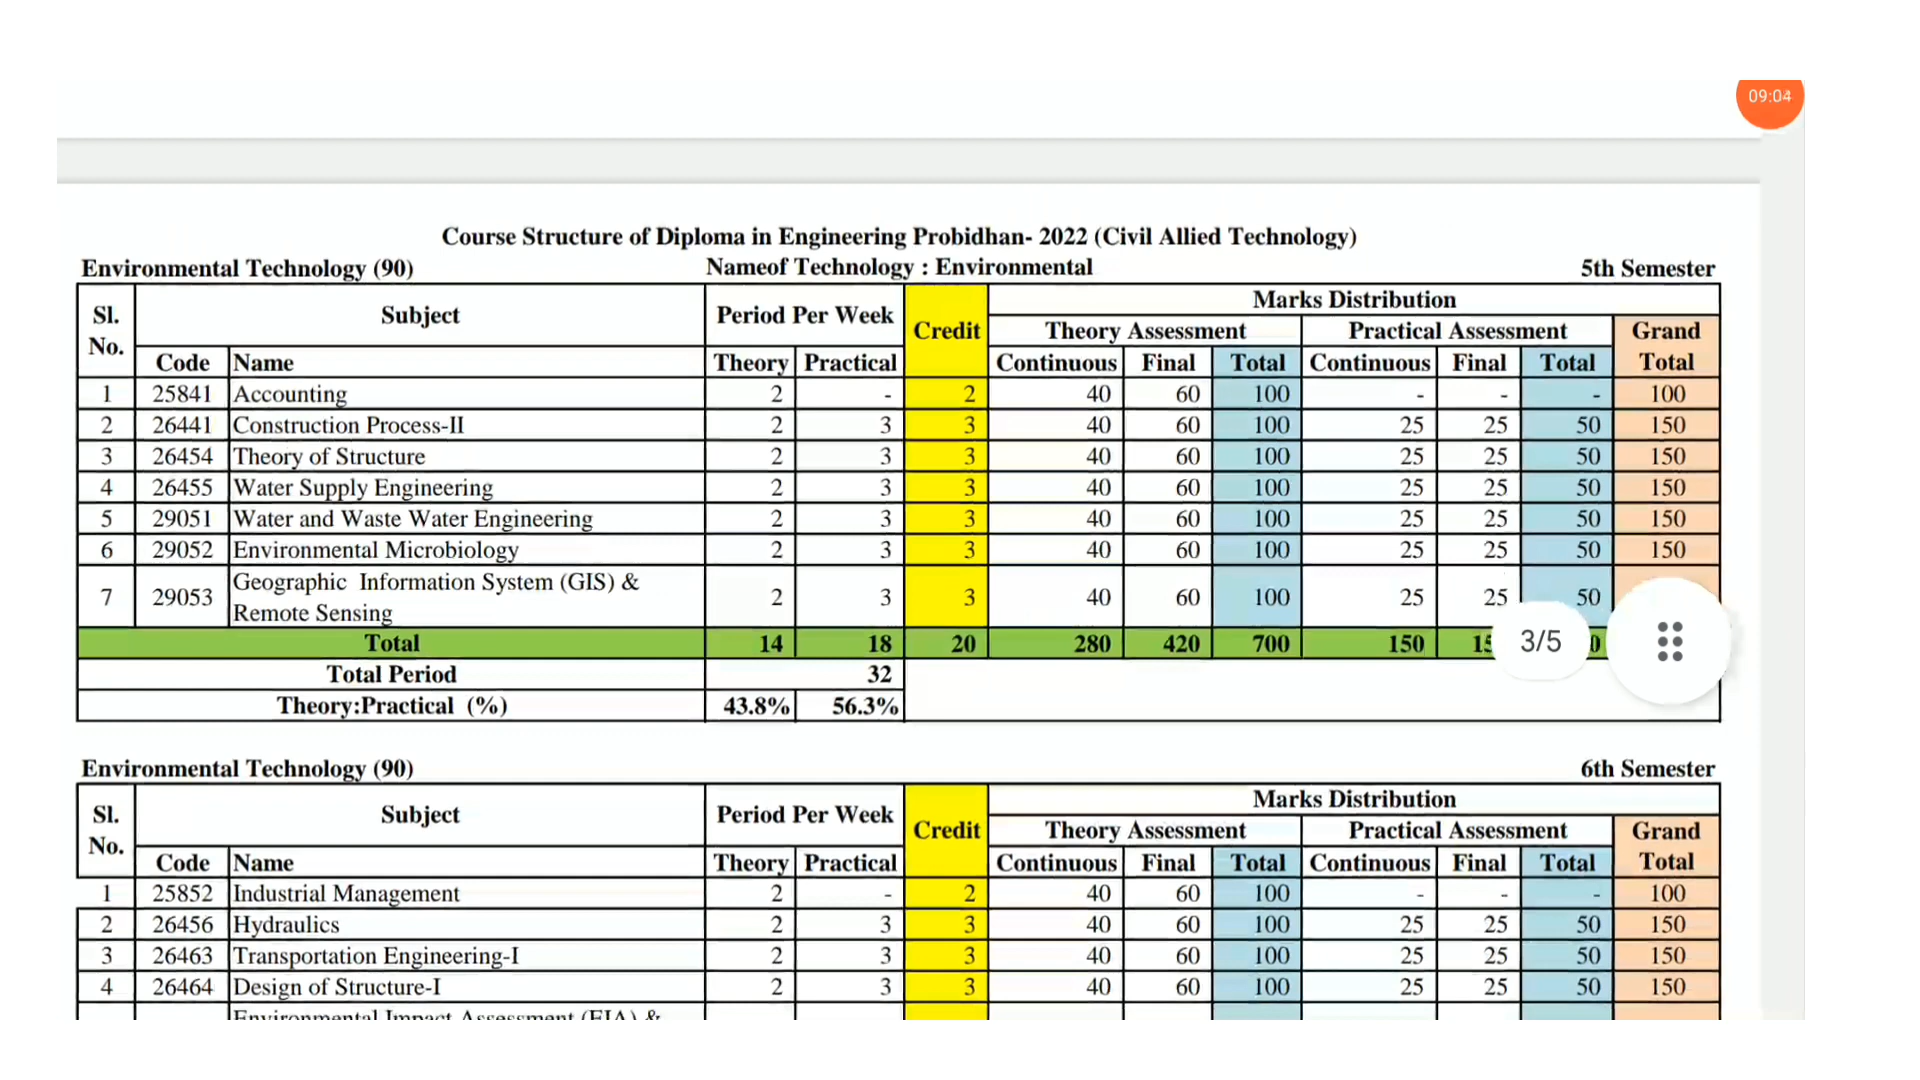 09:04
Course Structure of Diploma in Engineering Probidhan- 2022 (Civil Allied Technology)
Environmental Technology (90) Nameof Technology : Environmental 5th Semester
Sl. No. Subject Period Per Week Credit Marks Distribution
Theory Assessment Practical Assessment Grand Total
Code Name Theory Practical Continuous Final Total Continuous Final Total
1 25841 Accounting 2 - 2 40 60 100 - - - 100
2 26441 Construction Process-II 2 3 3 40 60 100 25 25 50 150
3 26454 Theory of Structure 2 3 3 40 60 100 25 25 50 150
4 26455 Water Supply Engineering 2 3 3 40 60 100 25 25 50 150
5 29051 Water and Waste Water Engineering 2 3 3 40 60 100 25 25 50 150
6 29052 Environmental Microbiology 2 3 3 40 60 100 25 25 50 150
7 29053 Geographic Information System (GIS) &
Remote Sensing 2 3 3 40 60 100 25 25 50
Total 14 18 20 280 420 700 150
3/5
Total Period 32
Theory:Practical (%) 43.8% 56.3%
Environmental Technology (90) 6th Semester
Sl. No. Subject Period Per Week Credit Marks Distribution
Theory Assessment Practical Assessment Grand Total
Code Name Theory Practical Continuous Final Total Continuous Final Total
1 25852 Industrial Management 2 - 2 40 60 100 - - - 100
2 26456 Hydraulics 2 3 3 40 60 100 25 25 50 150
3 26463 Transportation Engineering-I 2 3 3 40 60 100 25 25 50 150
4 26464 Design of Structure-I 2 3 3 40 60 100 25 25 50 150
Environmental Impact Assessment (EIA) &